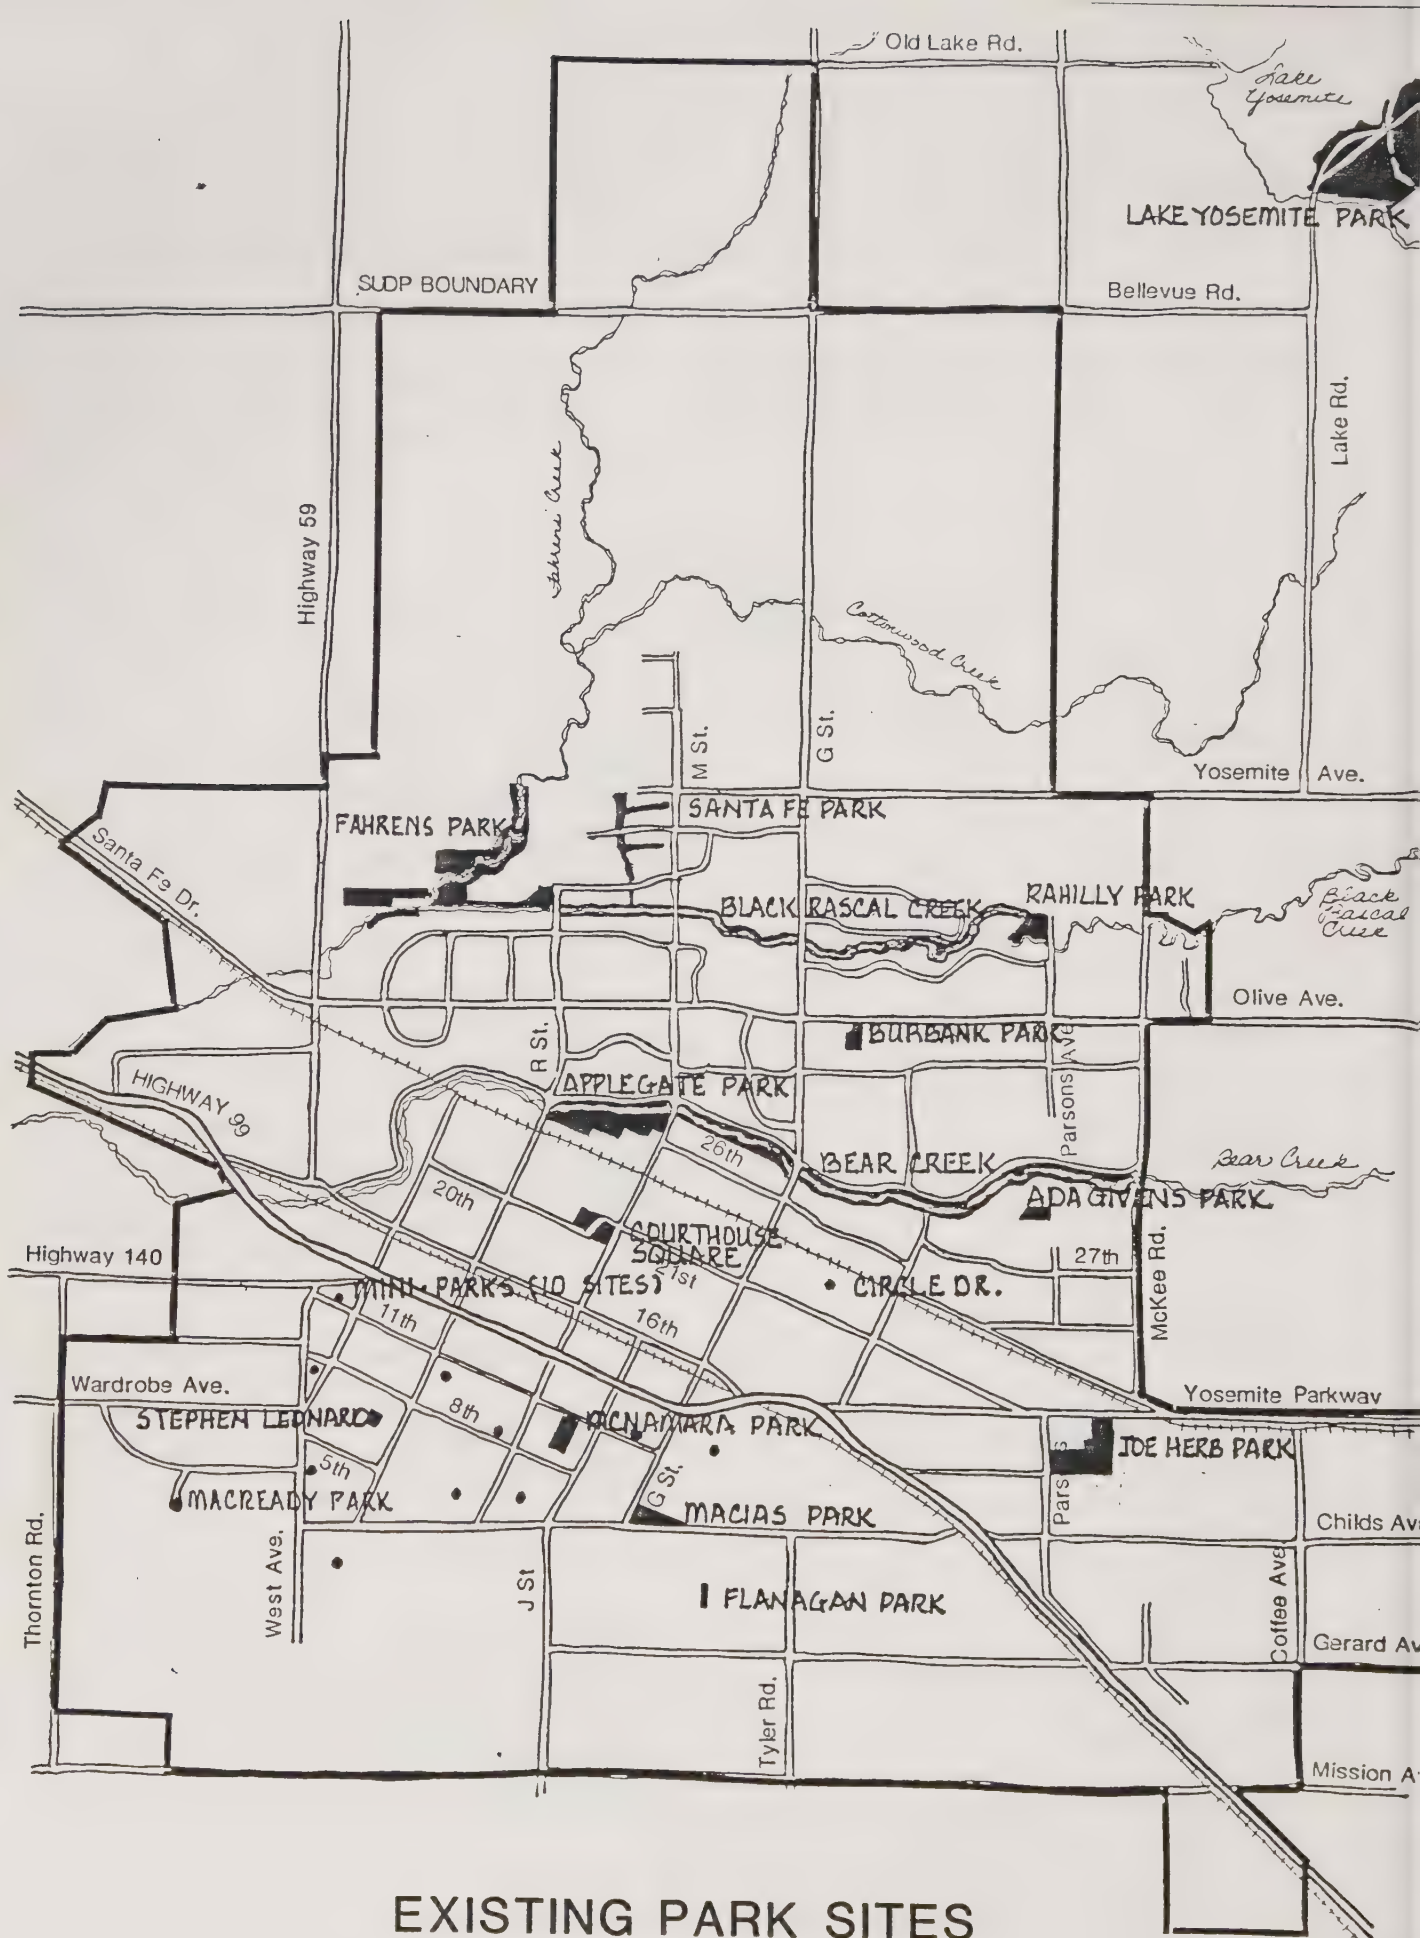 Old Lake Rd.
Lake
Yosemite
LAKE YOSEMITE PARK
SUDP BOUNDARY
Bellevue Rd.
Lake Rd.
Fahrens Creek
Highway 59
Cottonwood Creek
M St.
G St.
Yosemite Ave.
SANTA FE PARK
FAHRENS PARK
Santa Fe Dr.
BLACK RASCAL CREEK
RAHILLY PARK
Black
Rascal
Creek
Olive Ave.
BURBANK PARK
R St.
Parsons Ave
APPLEGATE PARK
HIGHWAY 99
26th
BEAR CREEK
Bear Creek
ADA GIVENS PARK
20th
COURTHOUSE
SQUARE
21st
27th
McKee Rd.
Highway 140
MINI-PARKS (10 SITES)
CIRCLE DR.
11th
16th
Wardrobe Ave.
Yosemite Parkway
STEPHEN LEONARD
8th
MCNAMARA PARK
JOE HERB PARK
5th
MACREADY PARK
G St.
MACIAS PARK
Pars s
Childs Av
Thornton Rd.
West Ave.
J St
FLANAGAN PARK
Coffee Ave
Gerard Av
Tyler Rd.
Mission A
EXISTING PARK SITES